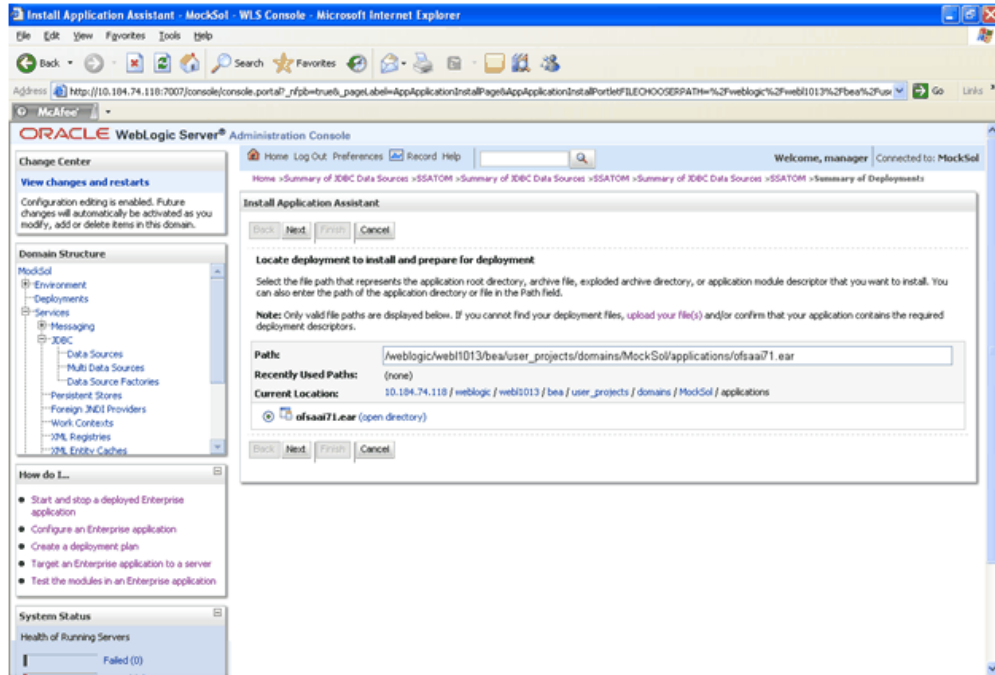 Install Application Assistant - MockSol - WLS Console - Microsoft Internet Explorer
File Edit View Favorites Tools Help
Back Search Favorites
Address http://10.184.74.118:7007/console/console.portal?_nfpb=true&_pageLabel=AppApplicationInstallPage&AppApplicationInstallPortletFILECHOOSERPATH=%2Fweblogic%2Fwebl1013%2Fbea%2Fuse Go Links
McAfee
ORACLE WebLogic Server® Administration Console
Change Center
View changes and restarts
Configuration editing is enabled. Future
changes will automatically be activated as you
modify, add or delete items in this domain.
Domain Structure
MockSol
Environment
Deployments
Services
Messaging
JDBC
Data Sources
Multi Data Sources
Data Source Factories
Persistent Stores
Foreign JNDI Providers
Work Contexts
XML Registries
XML Entity Caches
How do I...
Start and stop a deployed Enterprise
application
Configure an Enterprise application
Create a deployment plan
Target an Enterprise application to a server
Test the modules in an Enterprise application
System Status
Health of Running Servers
Failed (0)
Home Log Out Preferences Record Help
Welcome, manager Connected to: MockSol
Home >Summary of JDBC Data Sources >SSATOM >Summary of JDBC Data Sources >SSATOM >Summary of JDBC Data Sources >SSATOM >Summary of Deployments
Install Application Assistant
Back Next Finish Cancel
Locate deployment to install and prepare for deployment
Select the file path that represents the application root directory, archive file, exploded archive directory, or application module descriptor that you want to install. You
can also enter the path of the application directory or file in the Path field.
Note: Only valid file paths are displayed below. If you cannot find your deployment files, upload your file(s) and/or confirm that your application contains the required
deployment descriptors.
Path: /weblogic/webl1013/bea/user_projects/domains/MockSol/applications/ofsaai71.ear
Recently Used Paths: (none)
Current Location: 10.184.74.118 / weblogic / webl1013 / bea / user_projects / domains / MockSol / applications
ofsaai71.ear (open directory)
Back Next Finish Cancel